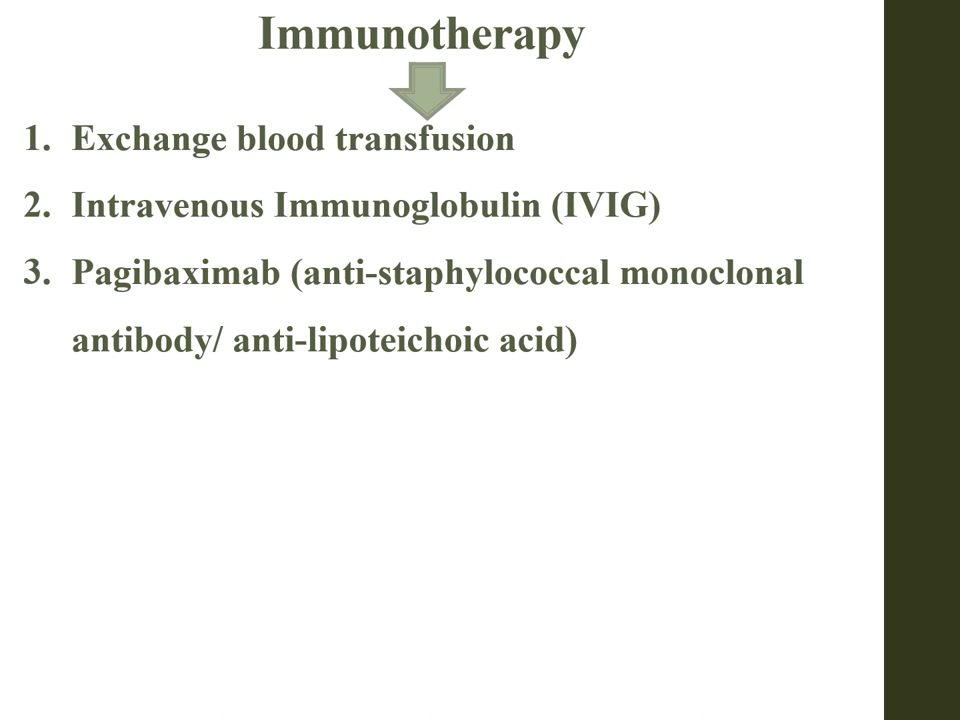 Immunotherapy
1. Exchange blood transfusion
2. Intravenous Immunoglobulin (IVIG)
3. Pagibaximab (anti-staphylococcal monoclonal
antibody/ anti-lipoteichoic acid)